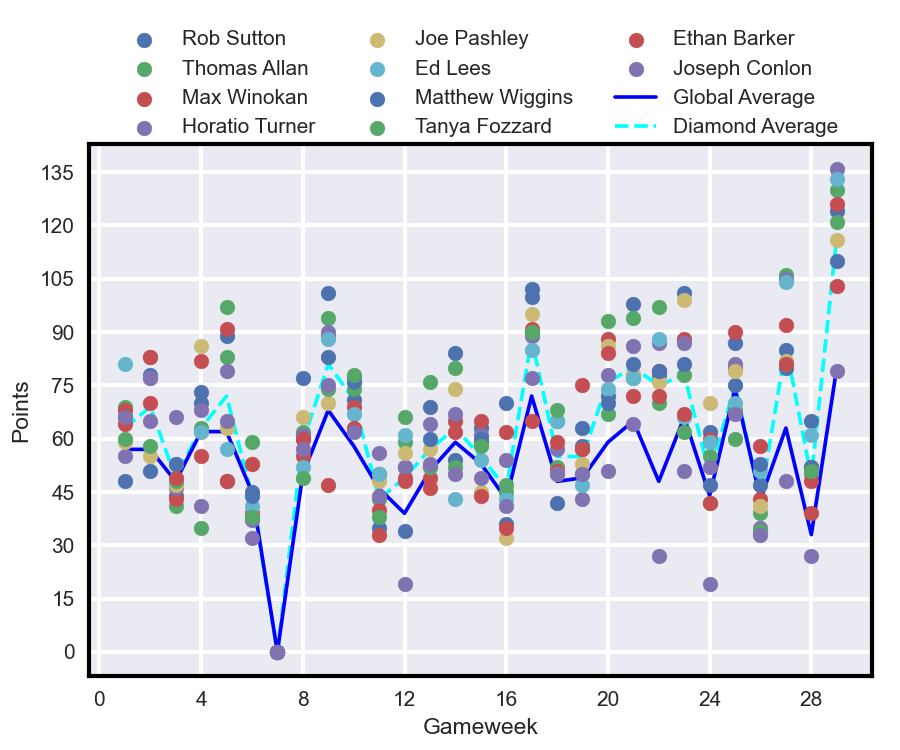 Rob Sutton
Thomas Allan
Max Winokan
Horatio Turner
Joe Pashley
Ed Lees
Matthew Wiggins
Tanya Fozzard
Ethan Barker
Joseph Conlon
Global Average
Diamond Average
135
120
105
90
75
60
45
30
15
0
Points
0 4 8 12 16 20 24 28
Gameweek